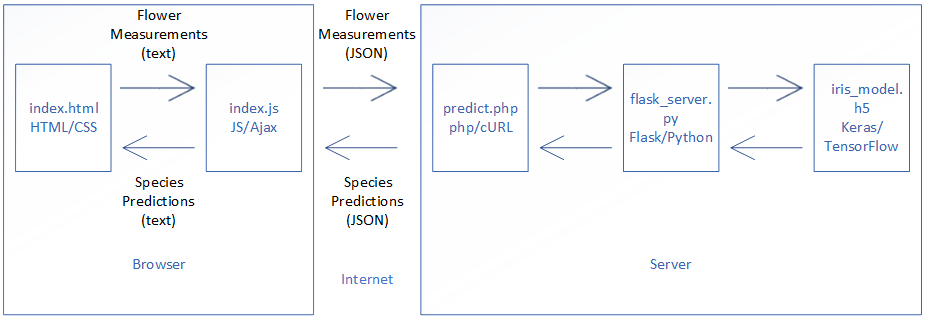 Flower
Measurements
(text)
Flower
Measurements
(JSON)
index.html
HTML/CSS
index.js
JS/Ajax
predict.php
php/cURL
flask_server.
py
Flask/Python
iris_model.
h5
Keras/
TensorFlow
Species
Predictions
(text)
Species
Predictions
(JSON)
Browser
Internet
Server